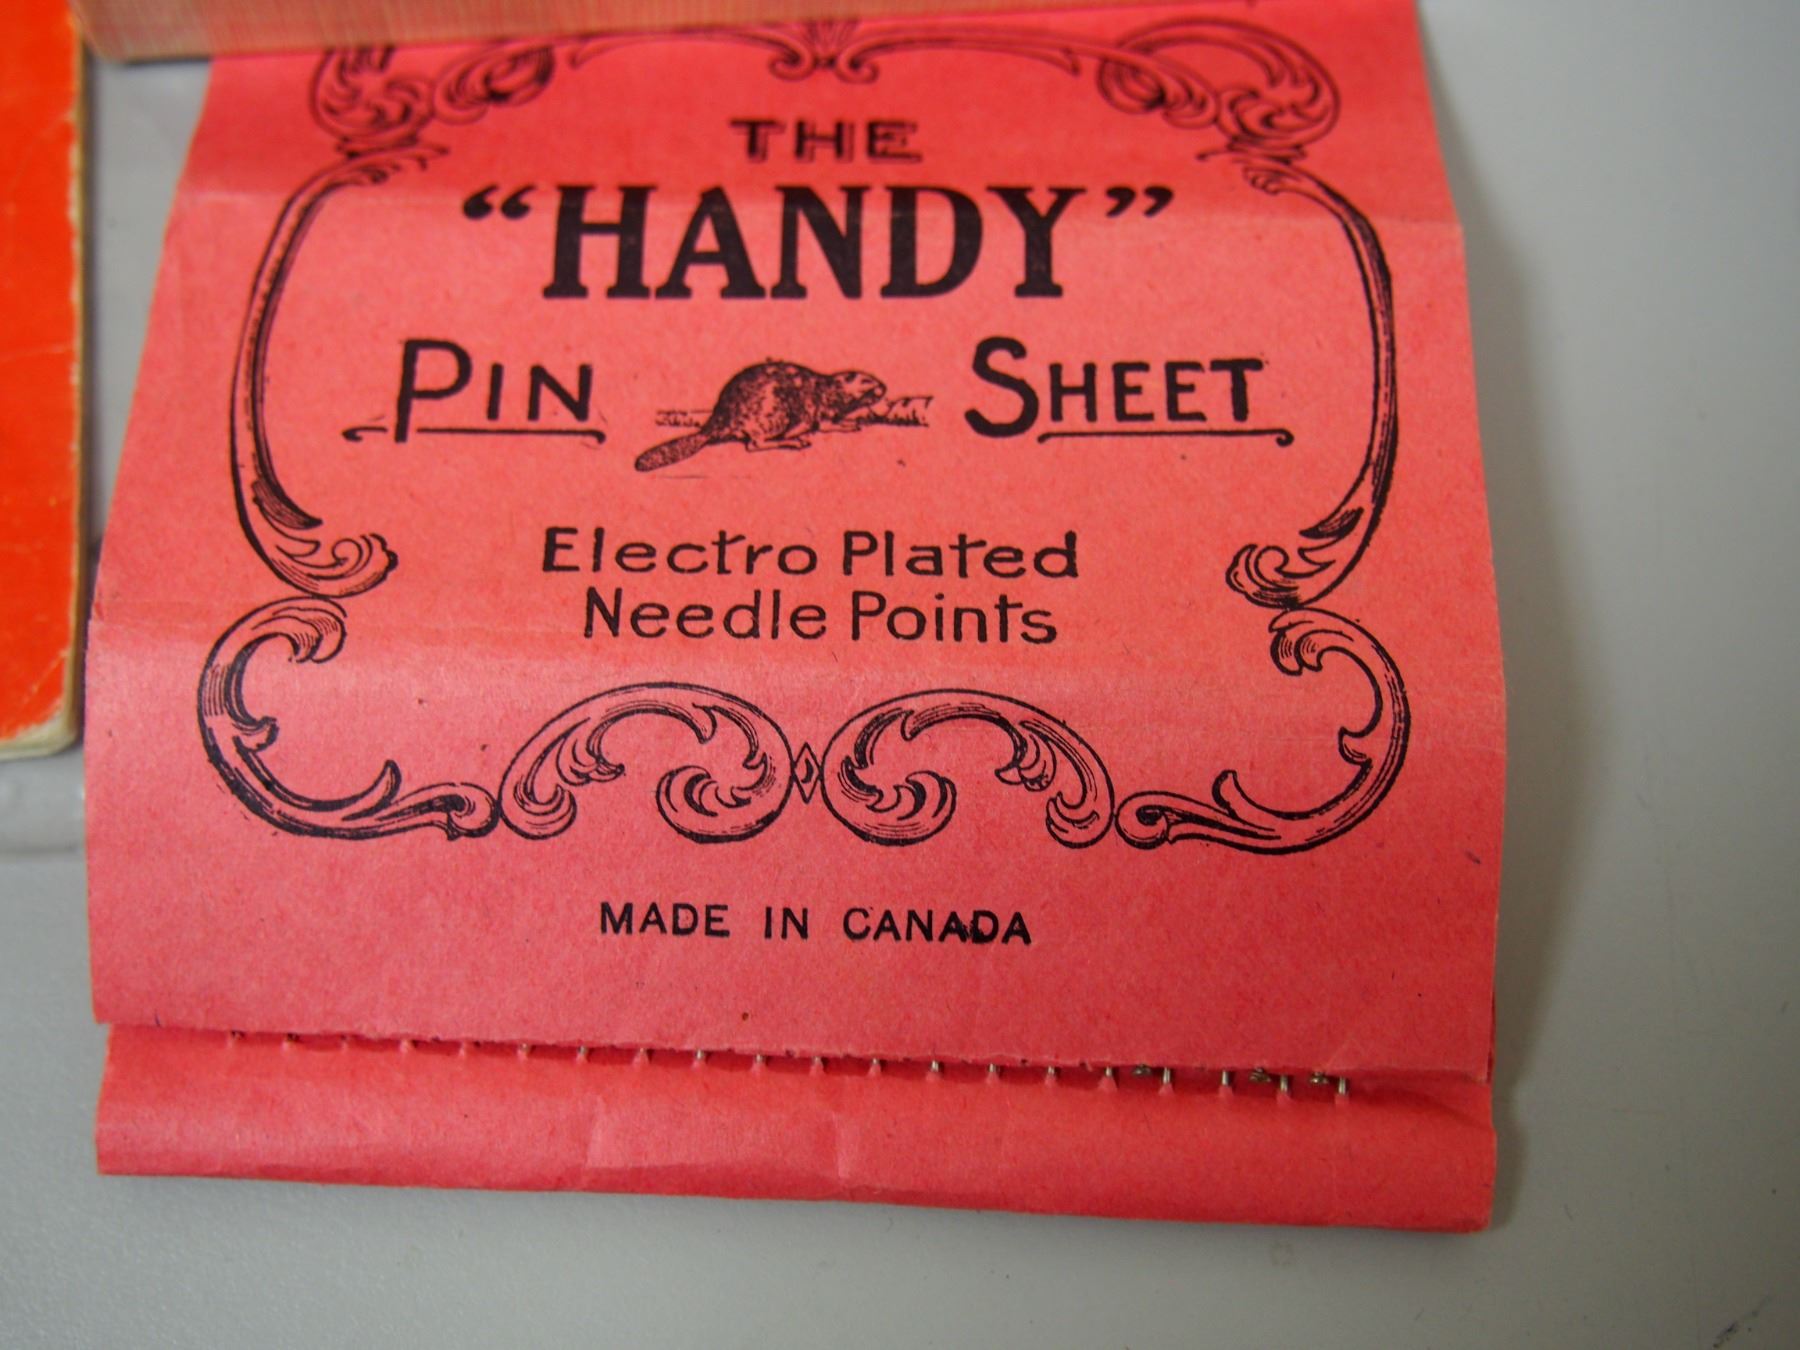 THE
“HANDY”
PIN SHEET
Electro Plated
Needle Points
MADE IN CANADA